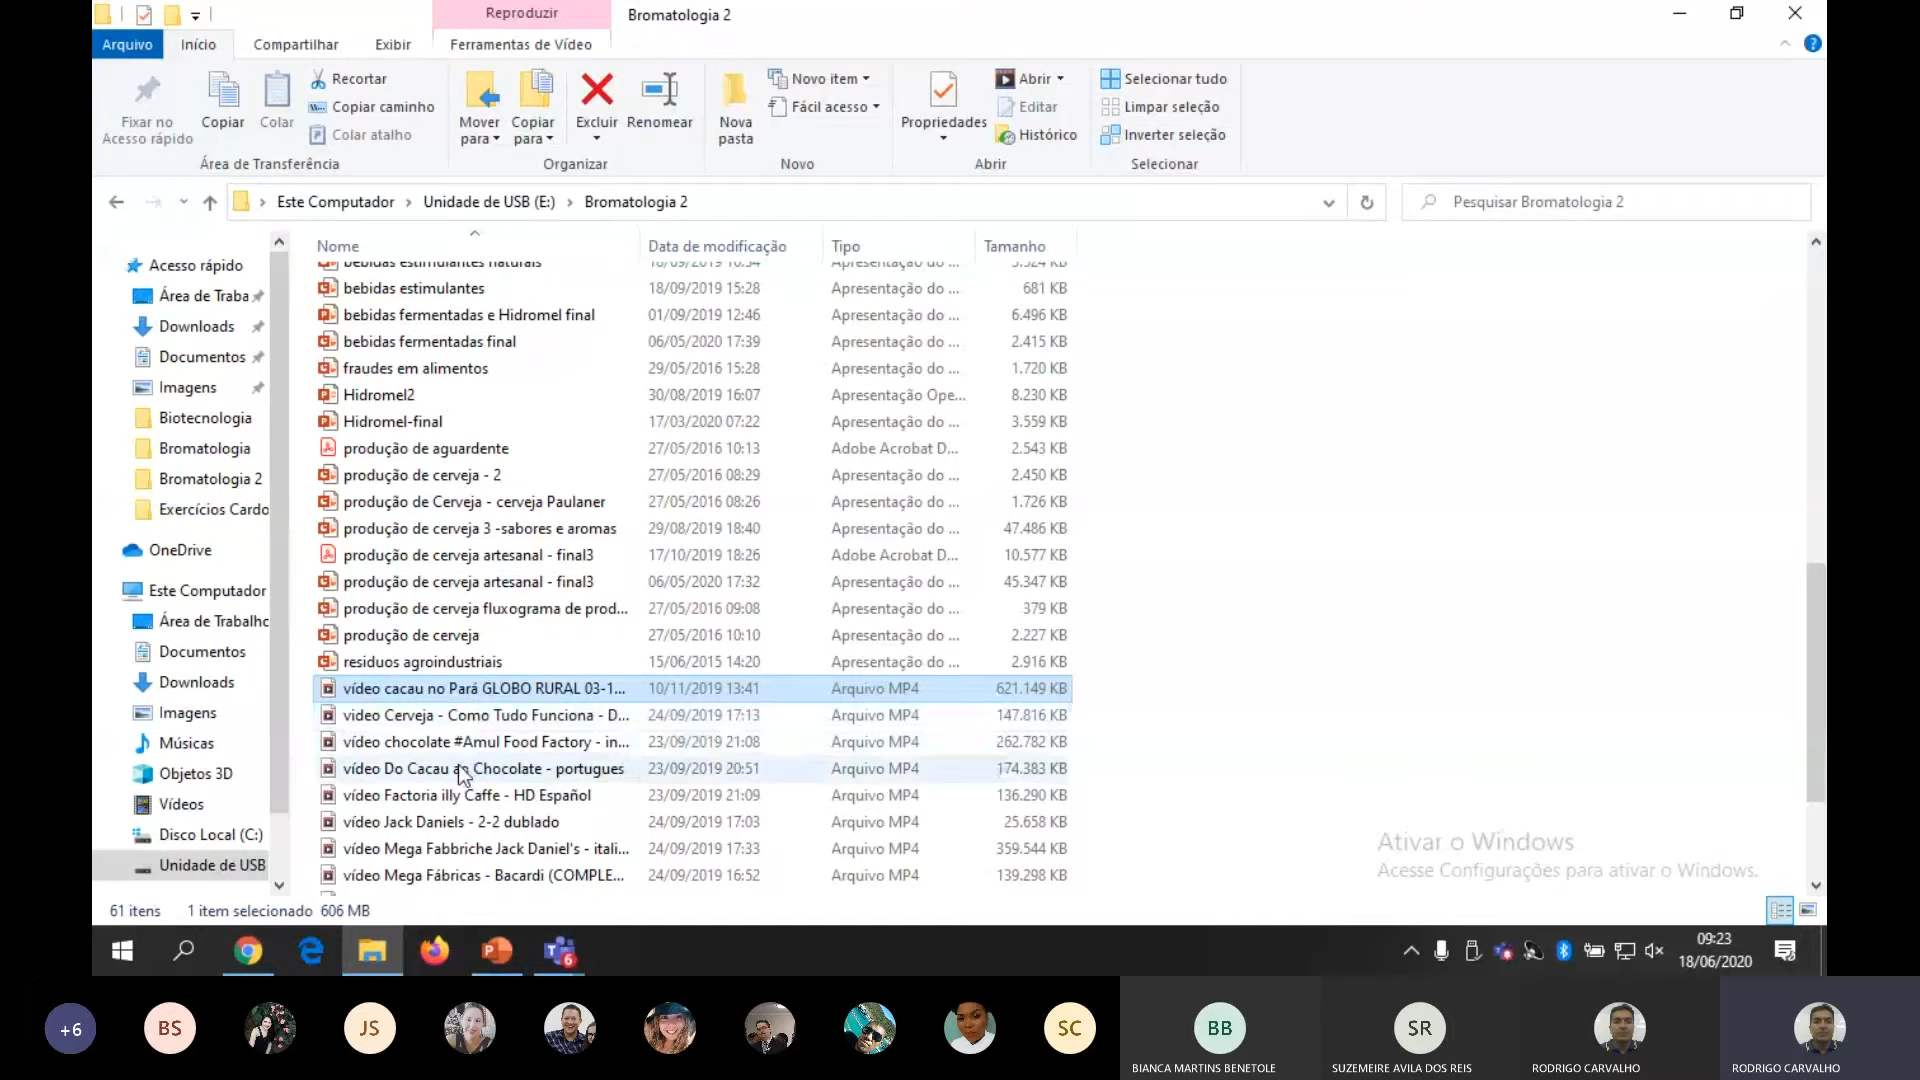 Reproduzir
Bromatologia 2
Arquivo Início Compartilhar Exibir Ferramentas de Vídeo
Fixar no Acesso rápido
Copiar
Colar
Recortar
Copiar caminho
Colar atalho
Área de Transferência
Mover para
Copiar para
Excluir
Renomear
Organizar
Nova pasta
Novo item
Fácil acesso
Novo
Propriedades
Abrir
Editar
Histórico
Abrir
Selecionar tudo
Limpar seleção
Inverter seleção
Selecionar
Este Computador > Unidade de USB (E:) > Bromatologia 2
Pesquisar Bromatologia 2
Acesso rápido
Área de Traba
Downloads
Documentos
Imagens
Biotecnologia
Bromatologia
Bromatologia 2
Exercícios Cardo
OneDrive
Este Computador
Área de Trabalho
Documentos
Downloads
Imagens
Músicas
Objetos 3D
Vídeos
Disco Local (C:)
Unidade de USB
Nome Data de modificação Tipo Tamanho
bebidas estimulantes naturais 18/09/2019 16:54 Apresentação do ... 5.524 KB
bebidas estimulantes 18/09/2019 15:28 Apresentação do ... 681 KB
bebidas fermentadas e Hidromel final 01/09/2019 12:46 Apresentação do ... 6.496 KB
bebidas fermentadas final 06/05/2020 17:39 Apresentação do ... 2.415 KB
fraudes em alimentos 29/05/2016 15:28 Apresentação do ... 1.720 KB
Hidromel2 30/08/2019 16:07 Apresentação Ope... 8.230 KB
Hidromel-final 17/03/2020 07:22 Apresentação do ... 3.559 KB
produção de aguardente 27/05/2016 10:13 Adobe Acrobat D... 2.543 KB
produção de cerveja - 2 27/05/2016 08:29 Apresentação do ... 2.450 KB
produção de Cerveja - cerveja Paulaner 27/05/2016 08:26 Apresentação do ... 1.726 KB
produção de cerveja 3 -sabores e aromas 29/08/2019 18:40 Apresentação do ... 47.486 KB
produção de cerveja artesanal - final3 17/10/2019 18:26 Adobe Acrobat D... 10.577 KB
produção de cerveja artesanal - final3 06/05/2020 17:32 Apresentação do ... 45.347 KB
produção de cerveja fluxograma de prod... 27/05/2016 09:08 Apresentação do ... 379 KB
produção de cerveja 27/05/2016 10:10 Apresentação do ... 2.227 KB
residuos agroindustriais 15/06/2015 14:20 Apresentação do ... 2.916 KB
vídeo cacau no Pará GLOBO RURAL 03-1... 10/11/2019 13:41 Arquivo MP4 621.149 KB
video Cerveja - Como Tudo Funciona - D... 24/09/2019 17:13 Arquivo MP4 147.816 KB
vídeo chocolate #Amul Food Factory - in... 23/09/2019 21:08 Arquivo MP4 262.782 KB
vídeo Do Cacau ao Chocolate - portugues 23/09/2019 20:51 Arquivo MP4 174.383 KB
vídeo Factoria illy Caffe - HD Español 23/09/2019 21:09 Arquivo MP4 136.290 KB
vídeo Jack Daniels - 2-2 dublado 24/09/2019 17:03 Arquivo MP4 25.658 KB
vídeo Mega Fabbriche Jack Daniel's - itali... 24/09/2019 17:33 Arquivo MP4 359.544 KB
vídeo Mega Fábricas - Bacardi (COMPLE... 24/09/2019 16:52 Arquivo MP4 139.298 KB
Ativar o Windows
Acesse Configurações para ativar o Windows.
61 itens 1 item selecionado 606 MB
6
09:23
18/06/2020
+6 BS JS SC BB SR
BIANCA MARTINS BENETOLE SUZEMEIRE AVILA DOS REIS RODRIGO CARVALHO RODRIGO CARVALHO